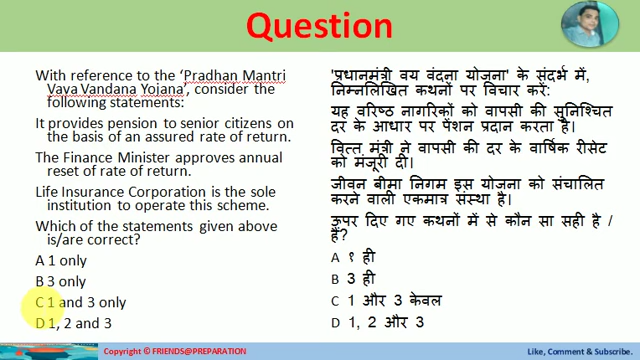 Question
With reference to the ‘Pradhan Mantri
Vaya Vandana Yojana’, consider the
following statements:
It provides pension to senior citizens on
the basis of an assured rate of return.
The Finance Minister approves annual
reset of rate of return.
Life Insurance Corporation is the sole
institution to operate this scheme.
Which of the statements given above
is/are correct?
A 1 only
B 3 only
C 1 and 3 only
D 1, 2 and 3
'प्रधानमंत्री वय वंदना योजना' के संदर्भ में,
निम्नलिखित कथनों पर विचार करें:
यह वरिष्ठ नागरिकों को वापसी की सुनिश्चित
दर के आधार पर पेंशन प्रदान करता है।
वित्त मंत्री ने वापसी की दर के वार्षिक रीसेट
को मंजूरी दी।
जीवन बीमा निगम इस योजना को संचालित
करने वाली एकमात्र संस्था है।
ऊपर दिए गए कथनों में से कौन सा सही है /
हैं?
A १ ही
B 3 ही
C 1 और 3 केवल
D 1, 2 और 3
Copyright © FRIENDS@PREPARATION
Like, Comment & Subscribe.